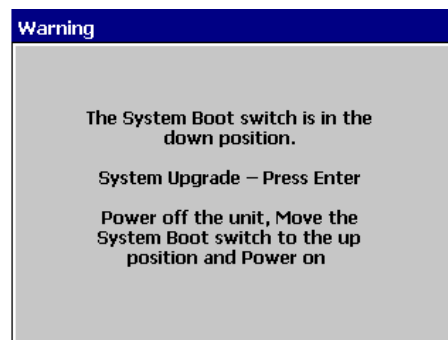 Warning
The System Boot switch is in the
down position.
System Upgrade – Press Enter
Power off the unit, Move the
System Boot switch to the up
position and Power on